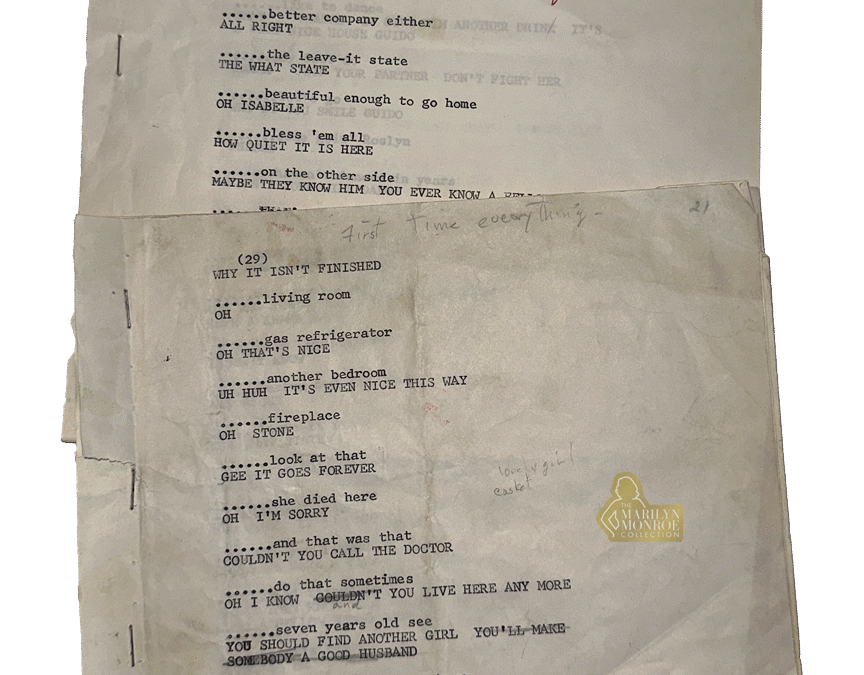 ......better company either
ALL RIGHT
......the leave-it state
THE WHAT STATE
......beautiful enough to go home
OH ISABELLE
......bless 'em all
HOW QUIET IT IS HERE
......on the other side
MAYBE THEY KNOW HIM YOU EVER KNOW A
First time everything-
21
(29)
WHY IT ISN'T FINISHED
......living room
OH
......gas refrigerator
OH THAT'S NICE
......another bedroom
UH HUH IT'S EVEN NICE THIS WAY
......fireplace
OH STONE
......look at that
GEE IT GOES FOREVER
lovely girl
casket
......she died here
OH I'M SORRY
......and that was that
COULDN'T YOU CALL THE DOCTOR
......do that sometimes
OH I KNOW COULDN'T YOU LIVE HERE ANY MORE
and
......seven years old see
YOU SHOULD FIND ANOTHER GIRL YOU'LL MAKE
SOMEBODY A GOOD HUSBAND
THE
MARILYN
MONROE
COLLECTION